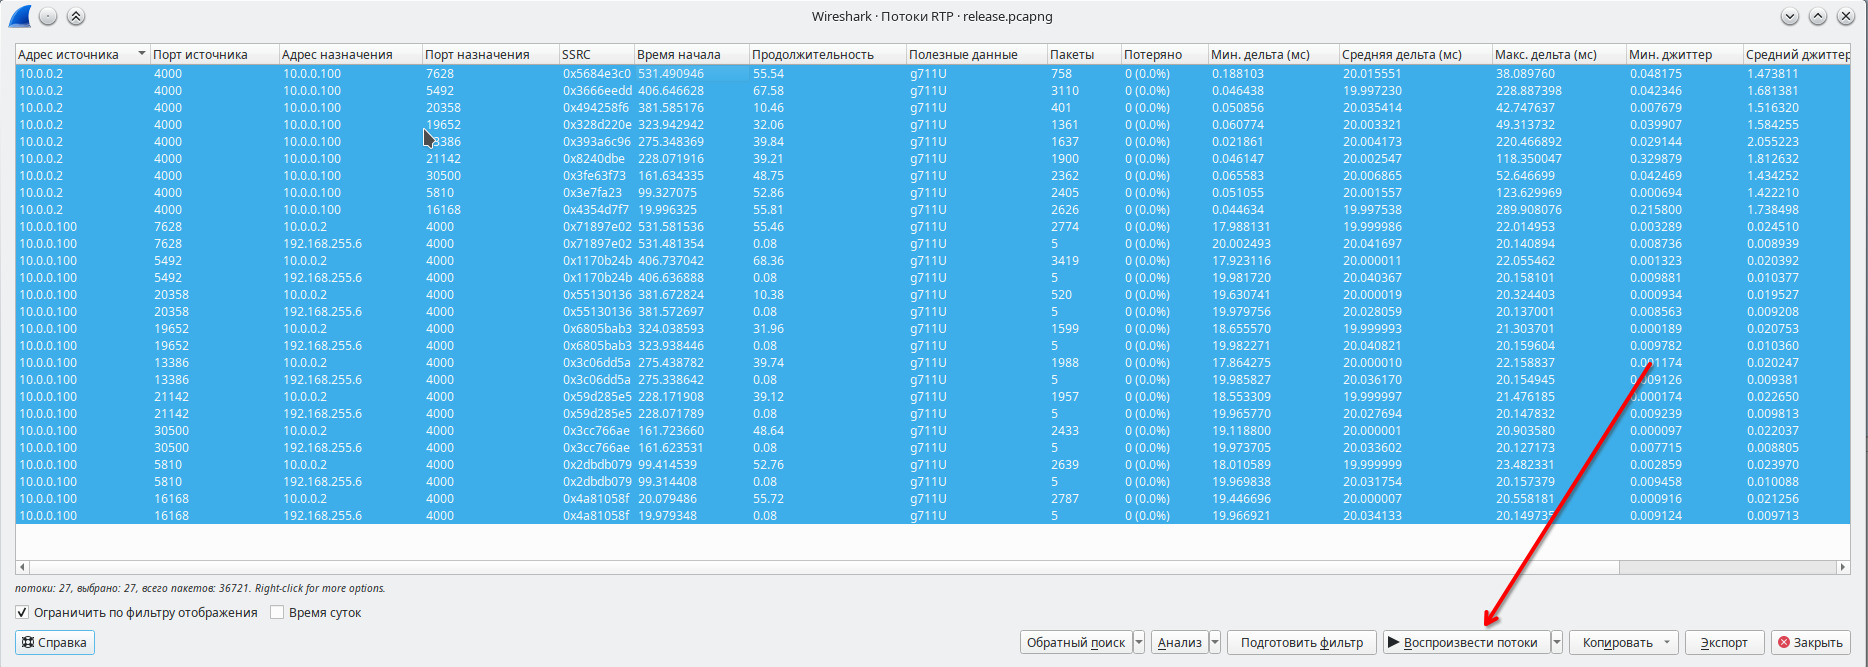 Wireshark · Потоки RTP · release.pcapng
Адрес источника Порт источника Адрес назначения Порт назначения SSRC Время начала Продолжительность Полезные данные Пакеты Потеряно Мин. дельта (мс) Средняя дельта (мс) Макс. дельта (мс) Мин. джиттер Средний джиттер
10.0.0.2 4000 10.0.0.100 7628 0x5684e3c0 531.490946 55.54 g711U 758 0 (0.0%) 0.188103 20.015551 38.089760 0.048175 1.473811
10.0.0.2 4000 10.0.0.100 5492 0x3666eedd 406.646628 67.58 g711U 3110 0 (0.0%) 0.046438 19.997230 228.887398 0.042346 1.681381
10.0.0.2 4000 10.0.0.100 20358 0x494258f6 381.585176 10.46 g711U 401 0 (0.0%) 0.050856 20.035414 42.747637 0.007679 1.516320
10.0.0.2 4000 10.0.0.100 19652 0x328d220e 323.942942 32.06 g711U 1361 0 (0.0%) 0.060774 20.003321 49.313732 0.039907 1.584255
10.0.0.2 4000 10.0.0.100 3386 0x393a6c96 275.348369 39.84 g711U 1637 0 (0.0%) 0.021861 20.004173 220.466892 0.029144 2.055223
10.0.0.2 4000 10.0.0.100 21142 0x8240dbe 228.071916 39.21 g711U 1900 0 (0.0%) 0.046147 20.002547 118.350047 0.329879 1.812632
10.0.0.2 4000 10.0.0.100 30500 0x3fe63f73 161.634335 48.75 g711U 2362 0 (0.0%) 0.065583 20.006865 52.646699 0.042469 1.434252
10.0.0.2 4000 10.0.0.100 5810 0x3e7fa23 99.327075 52.86 g711U 2405 0 (0.0%) 0.051055 20.001557 123.629969 0.000694 1.422210
10.0.0.2 4000 10.0.0.100 16168 0x4354d7f7 19.996325 55.81 g711U 2626 0 (0.0%) 0.044634 19.997538 289.908076 0.215800 1.738498
10.0.0.100 7628 10.0.0.2 4000 0x71897e02 531.581536 55.46 g711U 2774 0 (0.0%) 17.988131 19.999986 22.014953 0.003289 0.024510
10.0.0.100 7628 192.168.255.6 4000 0x71897e02 531.481354 0.08 g711U 5 0 (0.0%) 20.002493 20.041697 20.140894 0.008736 0.008939
10.0.0.100 5492 10.0.0.2 4000 0x1170b24b 406.737042 68.36 g711U 3419 0 (0.0%) 17.923116 20.000011 22.055462 0.001323 0.020392
10.0.0.100 5492 192.168.255.6 4000 0x1170b24b 406.636888 0.08 g711U 5 0 (0.0%) 19.981720 20.040367 20.158101 0.009881 0.010377
10.0.0.100 20358 10.0.0.2 4000 0x55130136 381.672824 10.38 g711U 520 0 (0.0%) 19.630741 20.000019 20.324403 0.000934 0.019527
10.0.0.100 20358 192.168.255.6 4000 0x55130136 381.572697 0.08 g711U 5 0 (0.0%) 19.979756 20.028059 20.137001 0.008563 0.009208
10.0.0.100 19652 10.0.0.2 4000 0x6805bab3 324.038593 31.96 g711U 1599 0 (0.0%) 18.655570 19.999993 21.303701 0.000189 0.020753
10.0.0.100 19652 192.168.255.6 4000 0x6805bab3 323.938446 0.08 g711U 5 0 (0.0%) 19.982271 20.040821 20.159604 0.009782 0.010360
10.0.0.100 13386 10.0.0.2 4000 0x3c06dd5a 275.438782 39.74 g711U 1988 0 (0.0%) 17.864275 20.000010 22.158837 0.001174 0.020247
10.0.0.100 13386 192.168.255.6 4000 0x3c06dd5a 275.338642 0.08 g711U 5 0 (0.0%) 19.985827 20.036170 20.154945 0.009126 0.009381
10.0.0.100 21142 10.0.0.2 4000 0x59d285e5 228.171908 39.12 g711U 1957 0 (0.0%) 18.553309 19.999997 21.476185 0.000174 0.022650
10.0.0.100 21142 192.168.255.6 4000 0x59d285e5 228.071789 0.08 g711U 5 0 (0.0%) 19.965770 20.027694 20.147832 0.009239 0.009813
10.0.0.100 30500 10.0.0.2 4000 0x3cc766ae 161.723660 48.64 g711U 2433 0 (0.0%) 19.118800 20.000001 20.903580 0.000097 0.022037
10.0.0.100 30500 192.168.255.6 4000 0x3cc766ae 161.623531 0.08 g711U 5 0 (0.0%) 19.973705 20.033602 20.127173 0.007715 0.008805
10.0.0.100 5810 10.0.0.2 4000 0x2dbdb079 99.414539 52.76 g711U 2639 0 (0.0%) 18.010589 19.999999 23.482331 0.002859 0.023970
10.0.0.100 5810 192.168.255.6 4000 0x2dbdb079 99.314408 0.08 g711U 5 0 (0.0%) 19.969838 20.031754 20.157379 0.009458 0.010088
10.0.0.100 16168 10.0.0.2 4000 0x4a81058f 20.079486 55.72 g711U 2787 0 (0.0%) 19.446696 20.000007 20.558181 0.000916 0.021256
10.0.0.100 16168 192.168.255.6 4000 0x4a81058f 19.979348 0.08 g711U 5 0 (0.0%) 19.966921 20.034133 20.149735 0.009124 0.009713
потоки: 27, выбрано: 27, всего пакетов: 36721. Right-click for more options.
Ограничить по фильтру отображения Время суток
Справка Обратный поиск Анализ Подготовить фильтр Воспроизвести потоки Копировать Экспорт Закрыть